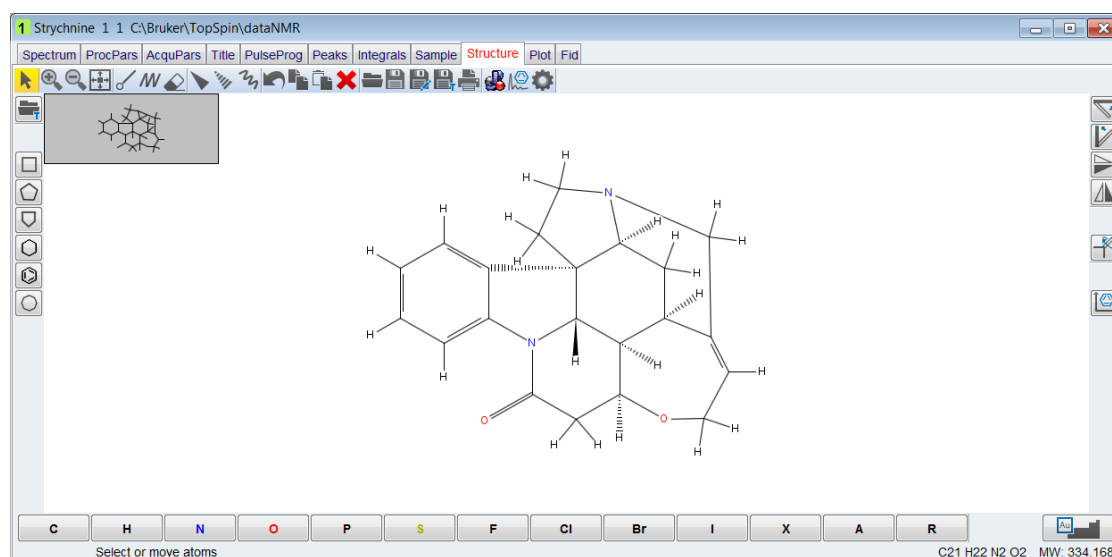 1 Strychnine 1 1 C:\Bruker\TopSpin\dataNMR
Spectrum ProcPars AcquPars Title PulseProg Peaks Integrals Sample Structure Plot Fid
H
H N
H H
H H H
H
H H
H
H N H H H
H
O O H
H H H H
C H N O P S F Cl Br I X A R Au
Select or move atoms C21 H22 N2 O2 MW: 334.168